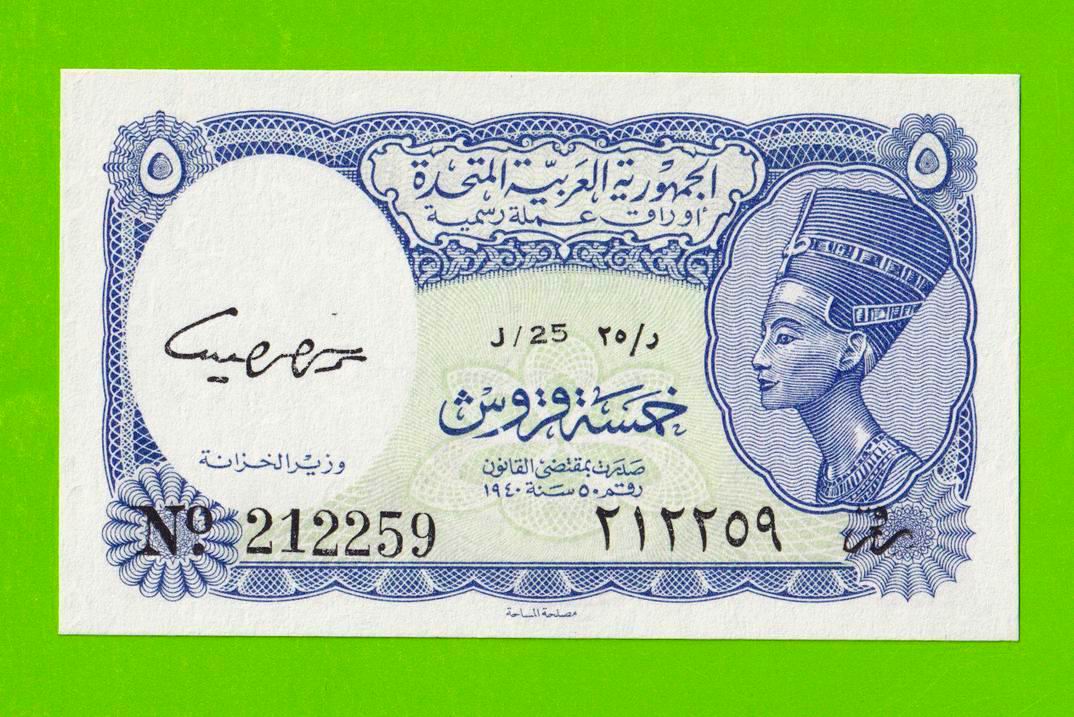 ٥ ٥
الجمهورية العربية المتحدة
أوراق عملة رسمية
J/25 د/٢٥
خمسة قروش
صدرت بمقتضى القانون
رقم ٥٠ سنة ١٩٤٠
وزير الخزانة
Nº 212259 ٢١٢٢٥٩
مصلحة المساحة